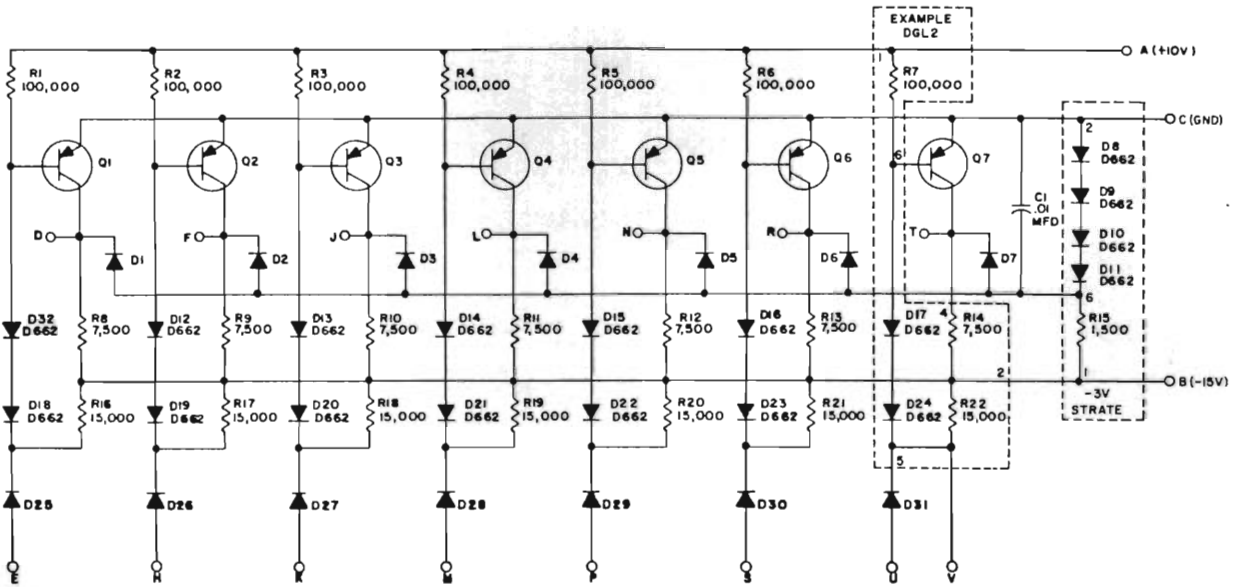 EXAMPLE
DGL2
A (+10V)
1
R1
100,000
R2
100,000
R3
100,000
R4
100,000
R5
100,000
R6
100,000
R7
100,000
C (GND)
2
Q1
Q2
Q3
Q4
Q5
Q6
6
Q7
D8
D662
D9
D662
D10
D662
D11
D662
C1
.01
MFD
D
F
J
L
N
R
T
D1
D2
D3
D4
D5
D6
D7
6
D32
D662
R8
7,500
D12
D662
R9
7,500
D13
D662
R10
7,500
D14
D662
R11
7,500
D15
D662
R12
7,500
D16
D662
R13
7,500
D17
D662
4
R14
7,500
R15
1,500
2
1
B (-15V)
-3V
STRATE
D18
D662
R16
15,000
D19
D662
R17
15,000
D20
D662
R18
15,000
D21
D662
R19
15,000
D22
D662
R20
15,000
D23
D662
R21
15,000
D24
D662
R22
15,000
5
D25
D26
D27
D28
D29
D30
D31
E
H
K
M
P
S
U
V